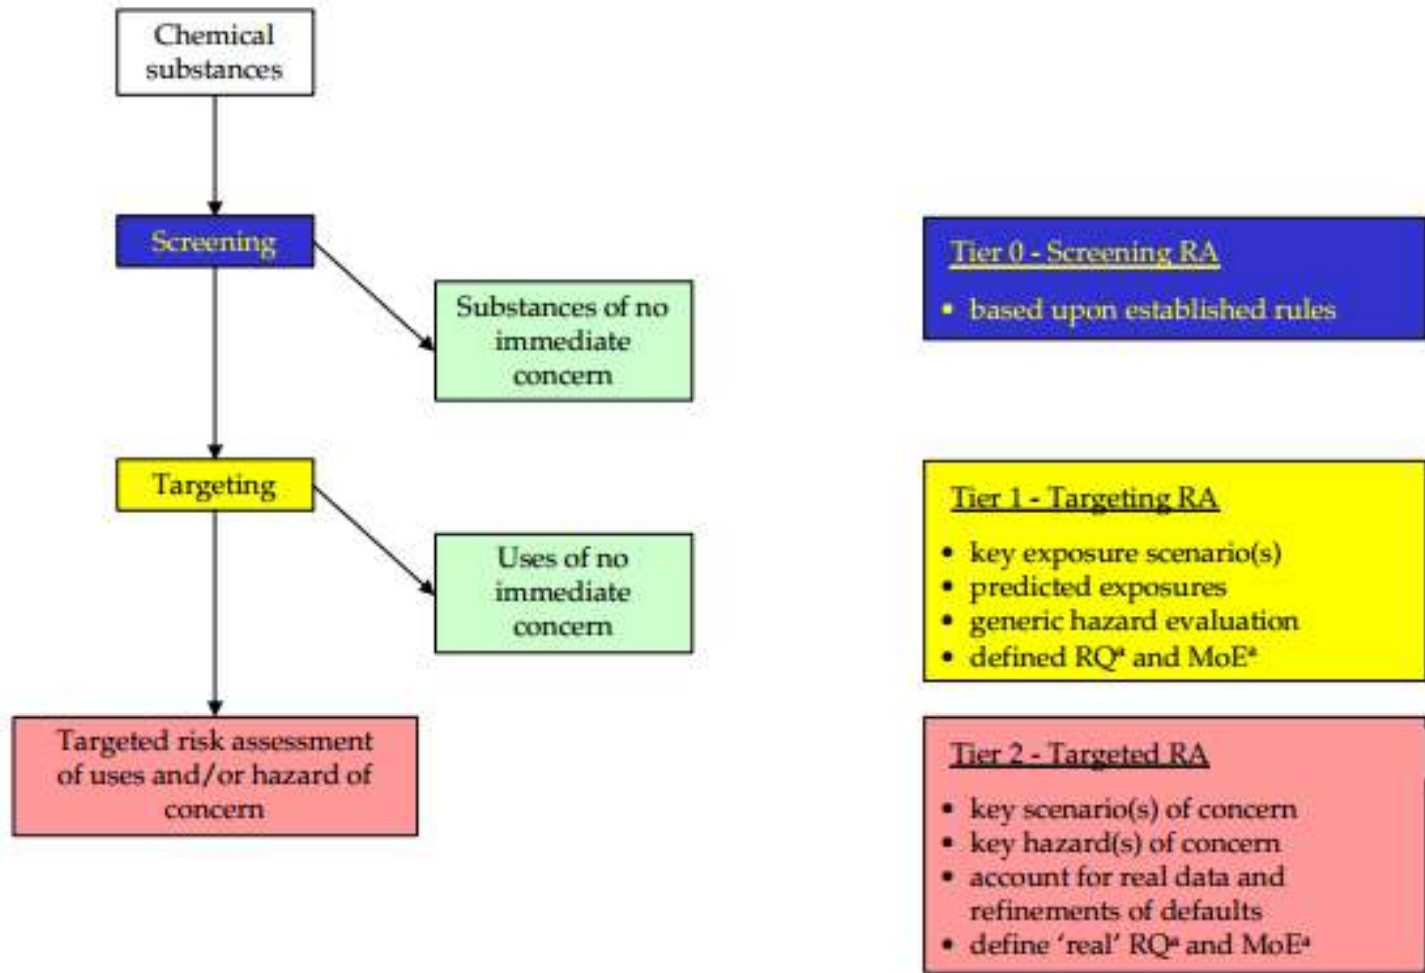 Chemical
substances
Screening
Substances of no
immediate
concern
Targeting
Uses of no
immediate
concern
Targeted risk assessment
of uses and/or hazard of
concern
Tier 0 - Screening RA
• based upon established rules
Tier 1 - Targeting RA
• key exposure scenario(s)
• predicted exposures
• generic hazard evaluation
• defined RQᵃ and MoEᵃ
Tier 2 - Targeted RA
• key scenario(s) of concern
• key hazard(s) of concern
• account for real data and
refinements of defaults
• define ‘real’ RQᵃ and MoEᵃ